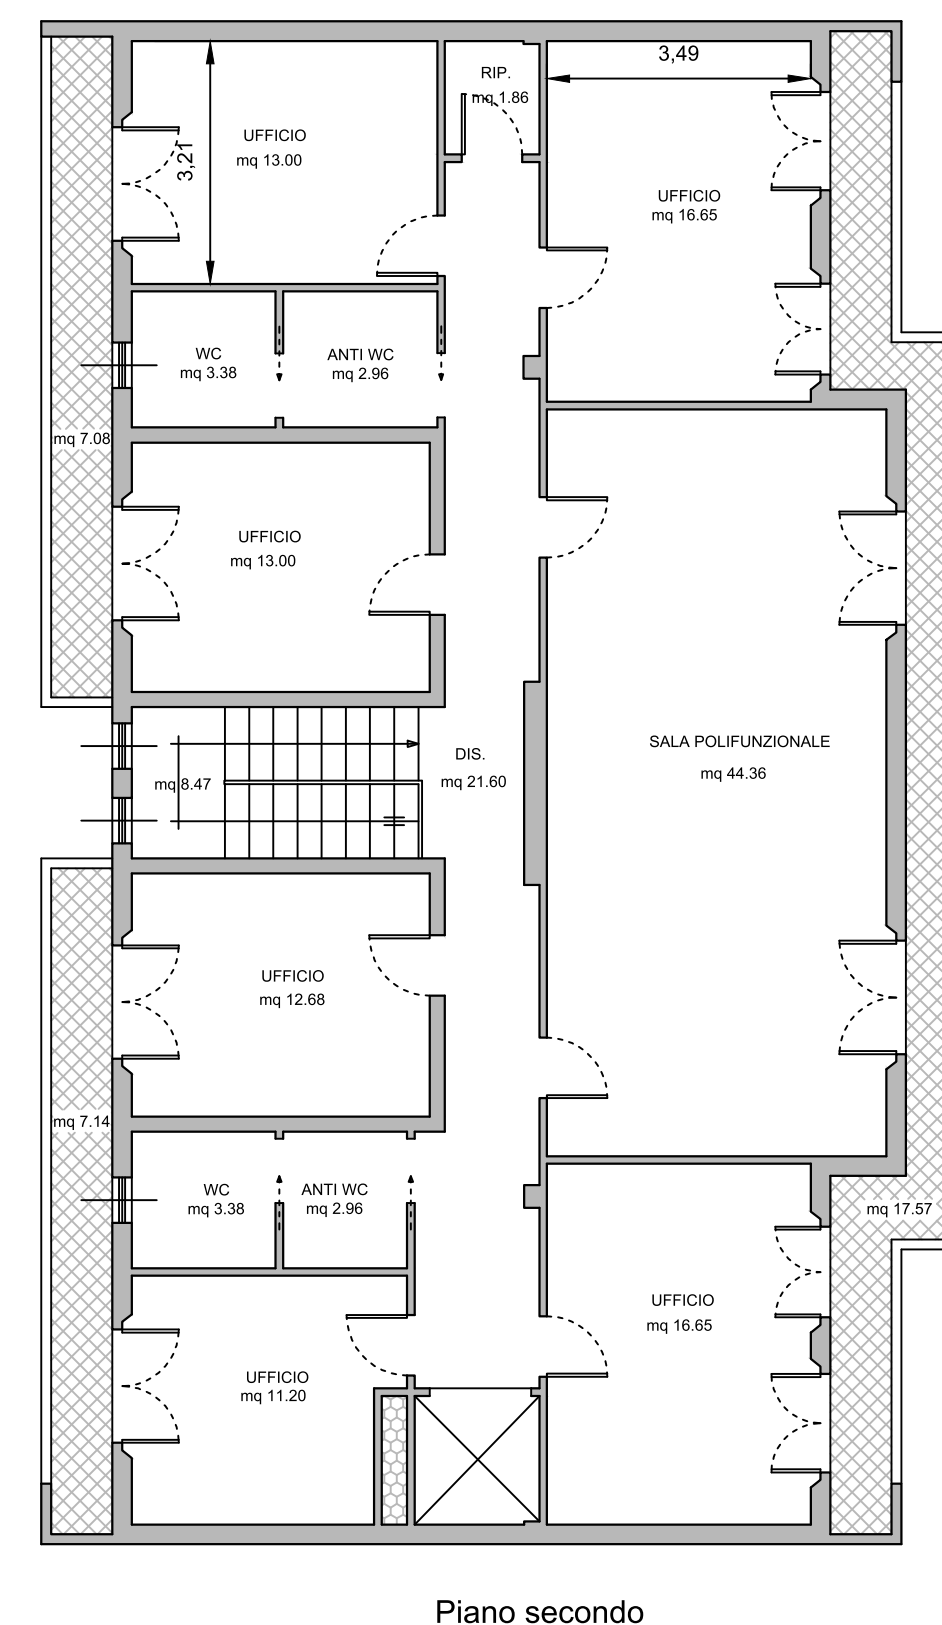 RIP.
mq 1.86
3,49
UFFICIO
mq 13.00
3,21
UFFICIO
mq 16.65
WC
mq 3.38
ANTI WC
mq 2.96
mq 7.08
UFFICIO
mq 13.00
SALA POLIFUNZIONALE
mq 44.36
DIS.
mq 21.60
mq 8.47
UFFICIO
mq 12.68
mq 7.14
WC
mq 3.38
ANTI WC
mq 2.96
mq 17.57
UFFICIO
mq 16.65
UFFICIO
mq 11.20
Piano secondo